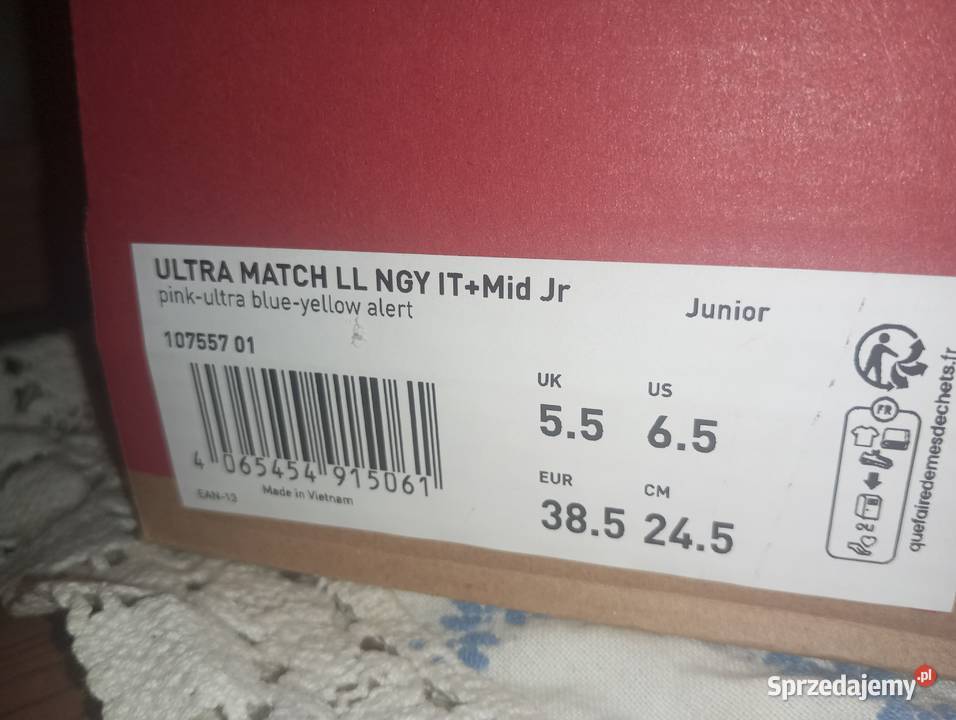 ULTRA MATCH LL NGY IT+Mid Jr
pink-ultra blue-yellow alert
Junior
107557 01
UK
US
5.5
6.5
EUR
CM
38.5
24.5
4 065454 915061
EAN-13
Made in Vietnam
FR
quefairedemesdechets.fr
Sprzedajemy.pl